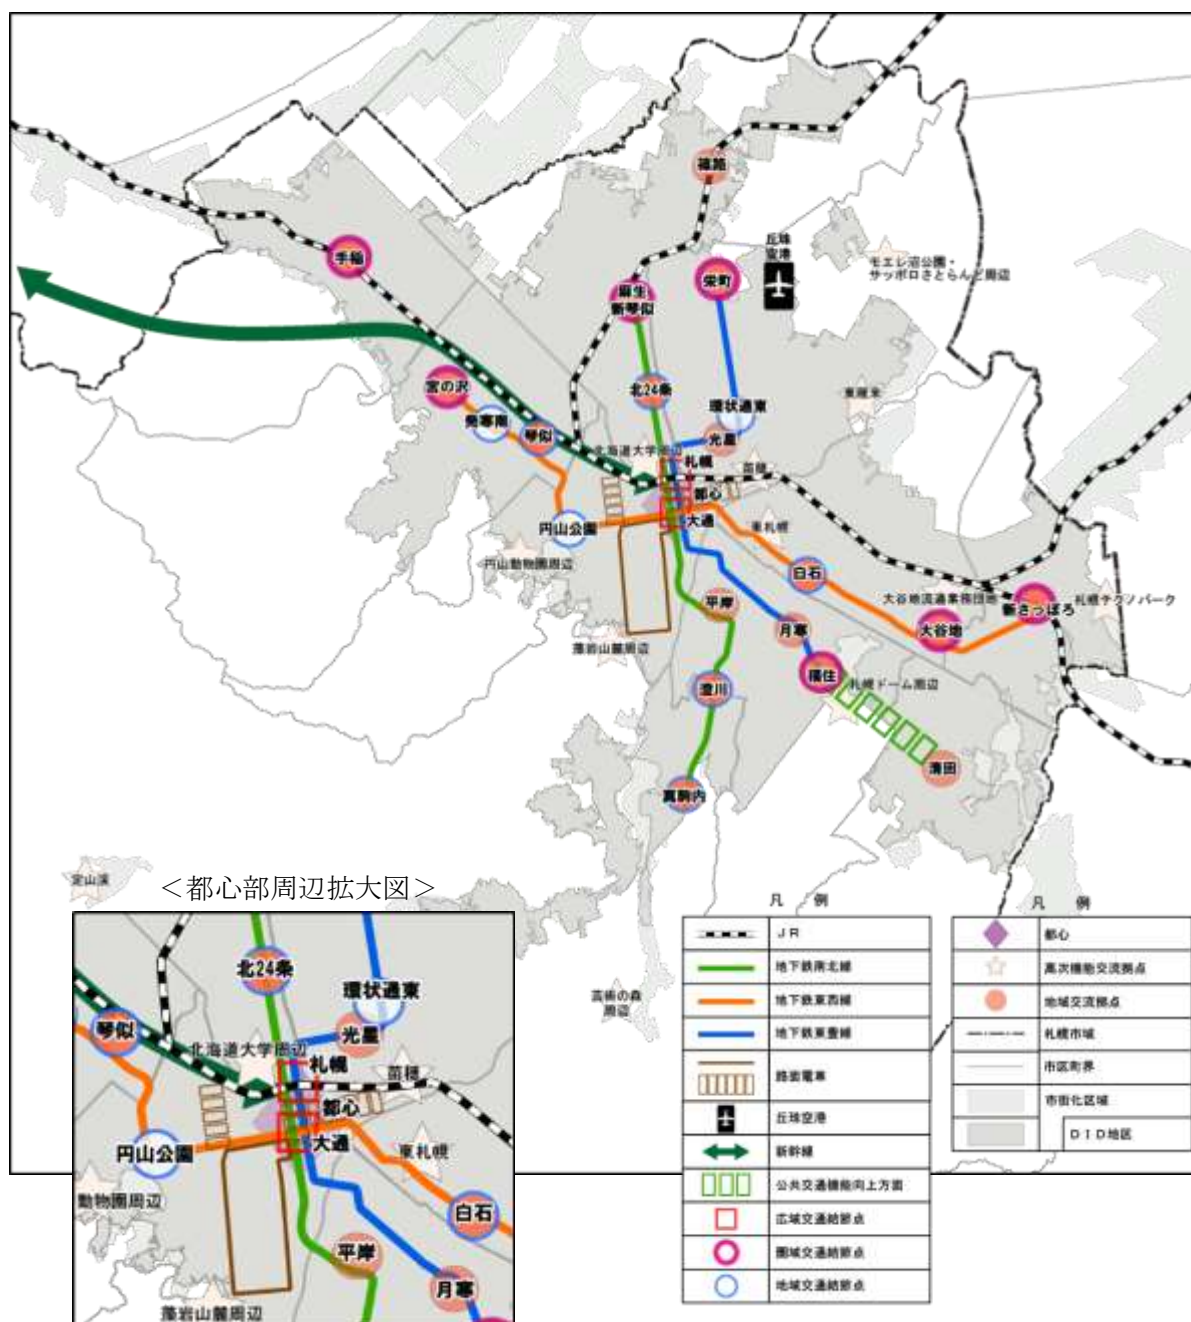 篠路
丘珠
空港
手稲
モエレ沼公園・
サッポロさとらんど周辺
栄町
麻生
新琴似
宮の沢
北24条
東雁来
環状通東
発寒南
琴似
光星
北海道大学周辺
札幌
苗穂
都心
円山公園
大通
東札幌
円山動物園周辺
白石
大谷地流通業務団地
新さっぽろ
札幌テクノパーク
平岸
月寒
大谷地
藻岩山麓周辺
福住
札幌ドーム周辺
澄川
清田
真駒内
定山渓
芸術の森
周辺
＜都心部周辺拡大図＞
北24条
環状通東
琴似
光星
北海道大学周辺
札幌
苗穂
都心
円山公園
大通
東札幌
動物園周辺
白石
平岸
月寒
藻岩山麓周辺
凡　例
ＪＲ
地下鉄南北線
地下鉄東西線
地下鉄東豊線
路面電車
丘珠空港
新幹線
公共交通機能向上方面
広域交通結節点
圏域交通結節点
地域交通結節点
凡　例
都心
高次機能交流拠点
地域交流拠点
札幌市域
市区町界
市街化区域
ＤＩＤ地区